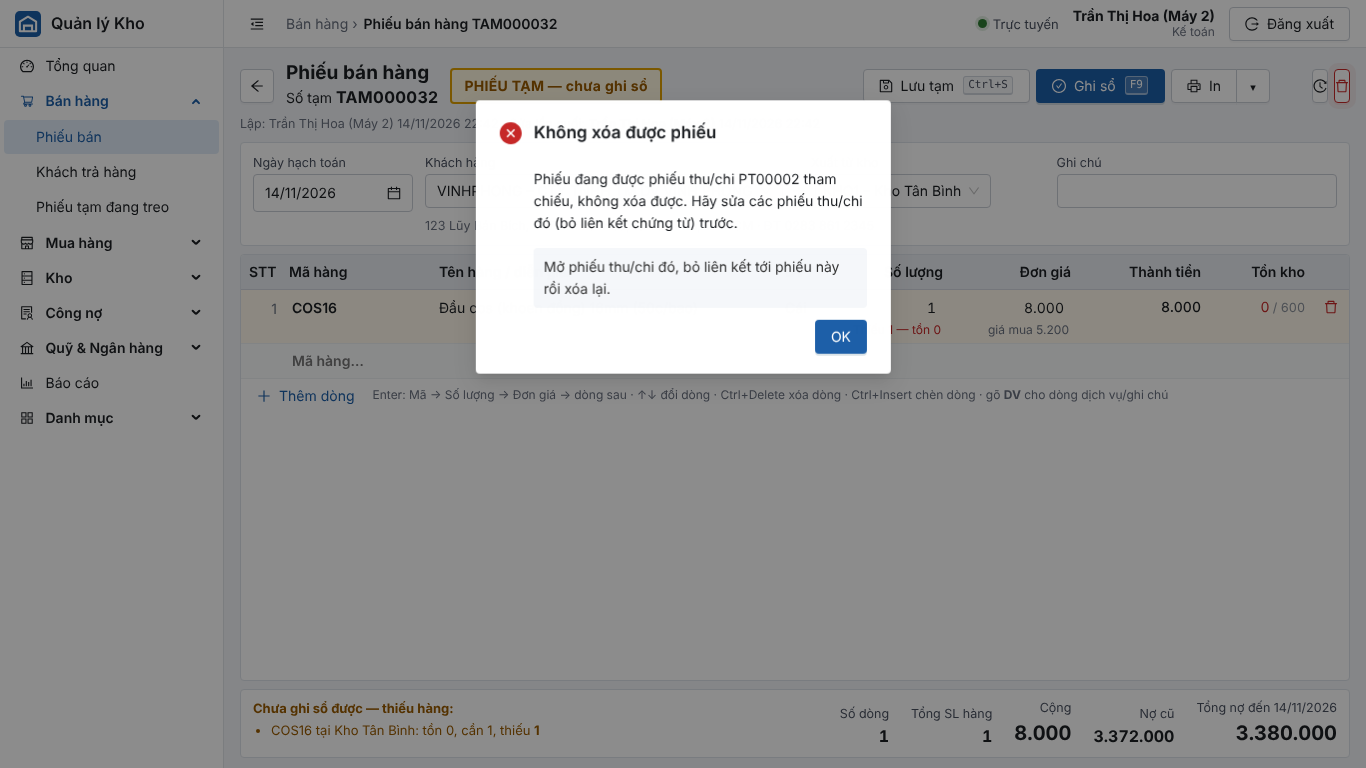 Quản lý Kho
Bán hàng › Phiếu bán hàng TAM000032
Trực tuyến
Trần Thị Hoa (Máy 2)
Kế toán
Đăng xuất
Tổng quan
Bán hàng
Phiếu bán
Khách trả hàng
Phiếu tạm đang treo
Mua hàng
Kho
Công nợ
Quỹ & Ngân hàng
Báo cáo
Danh mục
Phiếu bán hàng
Số tạm TAM000032
PHIẾU TẠM — chưa ghi sổ
Lưu tạm Ctrl+S
Ghi sổ F9
In
Lập: Trần Thị Hoa (Máy 2) 14/11/2026
Ngày hạch toán
14/11/2026
Ghi chú
123 Lũy
Tân Bình
Không xóa được phiếu
Phiếu đang được phiếu thu/chi PT00002 tham
chiếu, không xóa được. Hãy sửa các phiếu thu/chi
đó (bỏ liên kết chứng từ) trước.
Mở phiếu thu/chi đó, bỏ liên kết tới phiếu này
rồi xóa lại.
OK
STT Mã hàng Tên Số lượng Đơn giá Thành tiền Tồn kho
1 COS16 Đầu 1 8.000 8.000 0 / 600
— tồn 0 giá mua 5.200
Mã hàng...
Thêm dòng Enter: Mã → Số lượng → Đơn giá → dòng sau · ↑↓ đổi dòng · Ctrl+Delete xóa dòng · Ctrl+Insert chèn dòng · gõ DV cho dòng dịch vụ/ghi chú
Chưa ghi sổ được — thiếu hàng:
• COS16 tại Kho Tân Bình: tồn 0, cần 1, thiếu 1
Số dòng
1
Tổng SL hàng
1
Cộng
8.000
Nợ cũ
3.372.000
Tổng nợ đến 14/11/2026
3.380.000